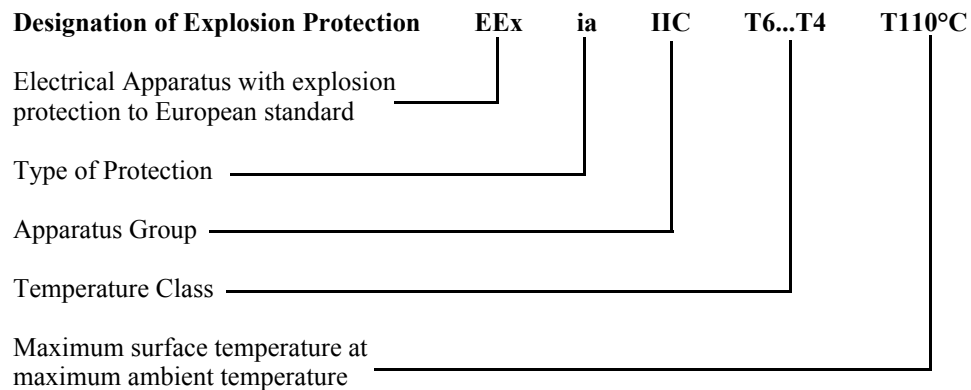 Designation of Explosion Protection EEx ia IIC T6...T4 T110°C
Electrical Apparatus with explosion
protection to European standard
Type of Protection
Apparatus Group
Temperature Class
Maximum surface temperature at
maximum ambient temperature